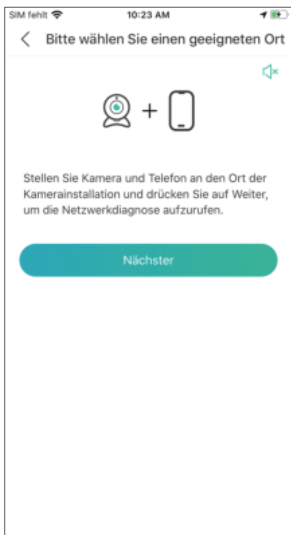 SIM fehlt 10:23 AM
Bitte wählen Sie einen geeigneten Ort
Stellen Sie Kamera und Telefon an den Ort der
Kamerainstallation und drücken Sie auf Weiter,
um die Netzwerkdiagnose aufzurufen.
Nächster